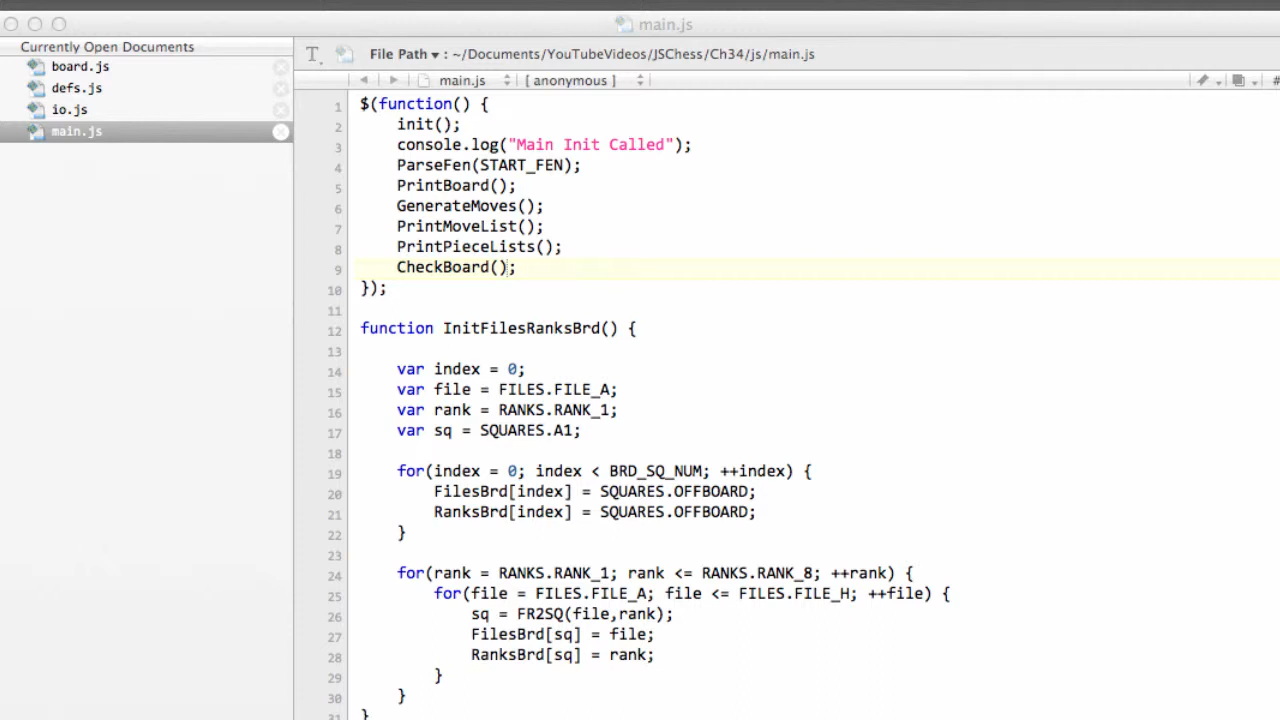 main.js
Currently Open Documents
board.js
defs.js
io.js
main.js
File Path ▾ : ~/Documents/YouTubeVideos/JSChess/Ch34/js/main.js
main.js [ anonymous ] #
1 $(function() {
2 init();
3 console.log("Main Init Called");
4 ParseFen(START_FEN);
5 PrintBoard();
6 GenerateMoves();
7 PrintMoveList();
8 PrintPieceLists();
9 CheckBoard();
10 });
11
12 function InitFilesRanksBrd() {
13
14 var index = 0;
15 var file = FILES.FILE_A;
16 var rank = RANKS.RANK_1;
17 var sq = SQUARES.A1;
18
19 for(index = 0; index < BRD_SQ_NUM; ++index) {
20 FilesBrd[index] = SQUARES.OFFBOARD;
21 RanksBrd[index] = SQUARES.OFFBOARD;
22 }
23
24 for(rank = RANKS.RANK_1; rank <= RANKS.RANK_8; ++rank) {
25 for(file = FILES.FILE_A; file <= FILES.FILE_H; ++file) {
26 sq = FR2SQ(file,rank);
27 FilesBrd[sq] = file;
28 RanksBrd[sq] = rank;
29 }
30 }
31 }